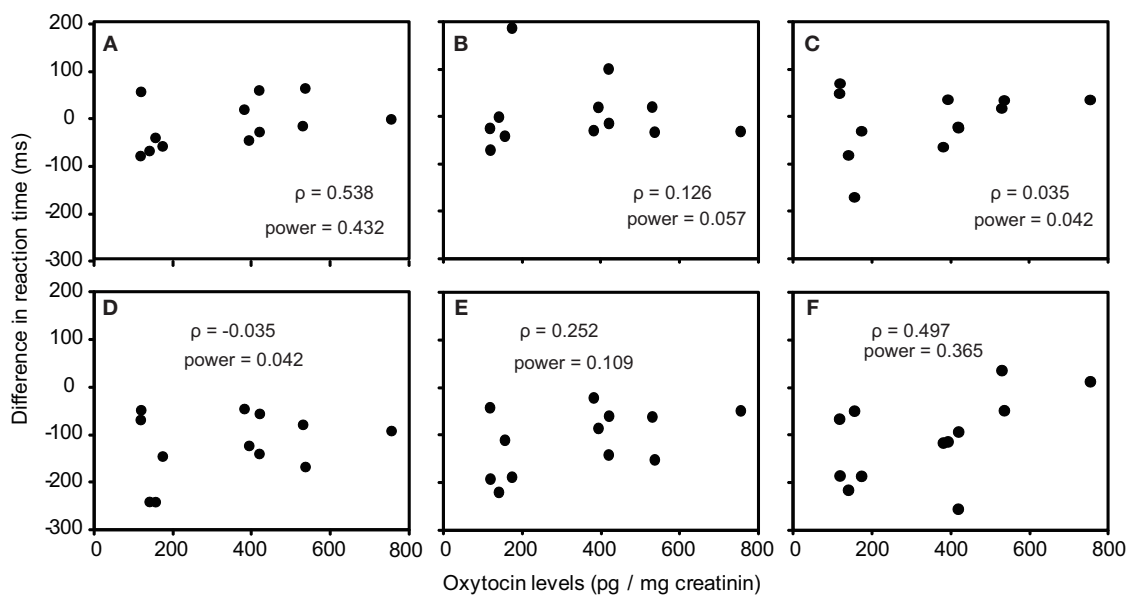 Difference in reaction time (ms)
200
100
0
-100
-200
-300
A
ρ = 0.538
power = 0.432
B
ρ = 0.126
power = 0.057
C
ρ = 0.035
power = 0.042
200
100
0
-100
-200
-300
D
ρ = -0.035
power = 0.042
E
ρ = 0.252
power = 0.109
F
ρ = 0.497
power = 0.365
0 200 400 600 800
0 200 400 600 800
0 200 400 600 800
Oxytocin levels (pg / mg creatinin)